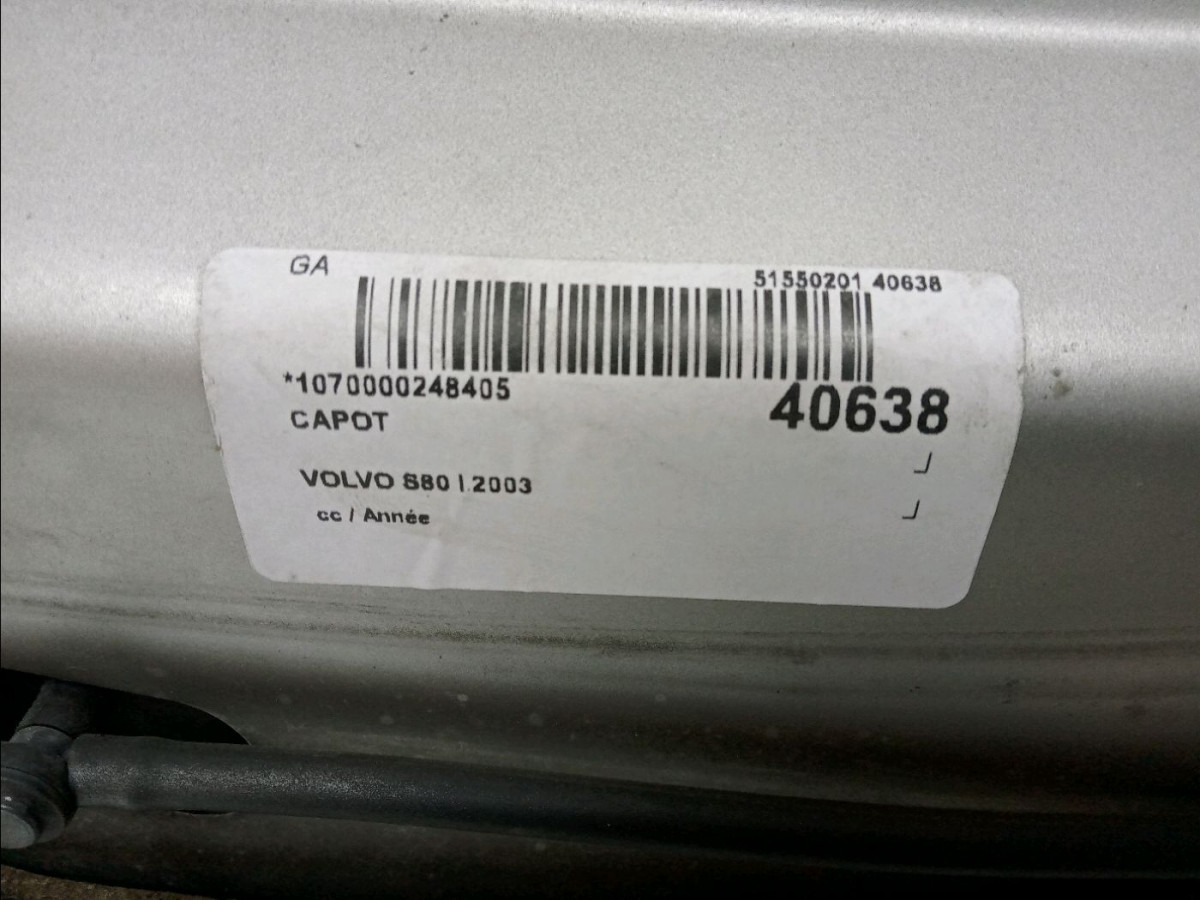 GA
51550201 40638
*1070000248405
40638
CAPOT
VOLVO S80 I 2003
cc / Année